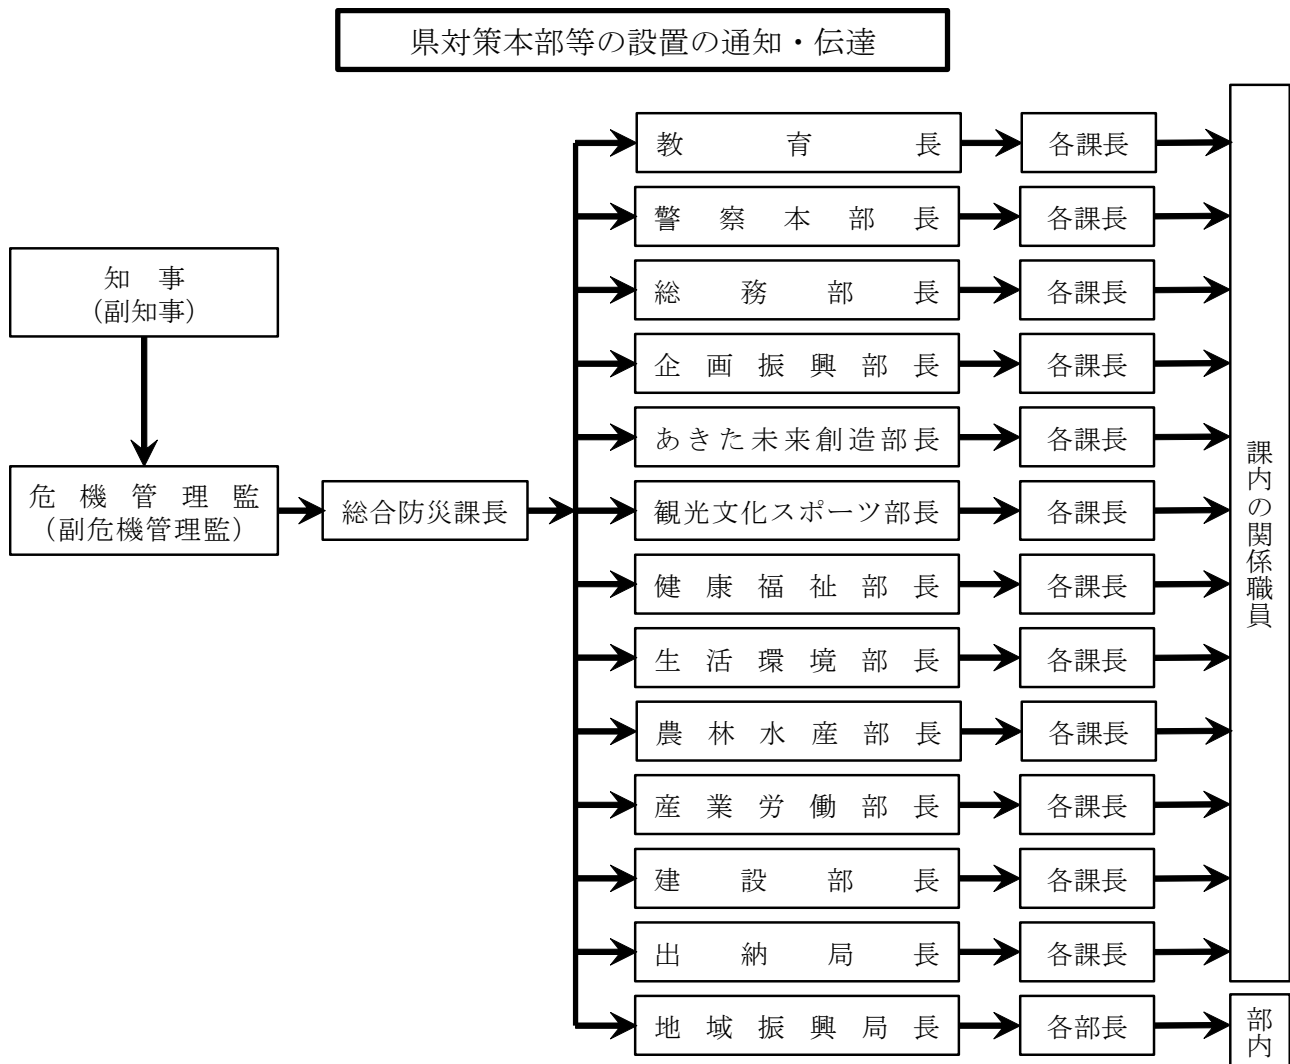 県対策本部等の設置の通知・伝達
知事
(副知事)
危機管理監
(副危機管理監)
総合防災課長
教育長
各課長
警察本部長
各課長
総務部長
各課長
企画振興部長
各課長
あきた未来創造部長
各課長
観光文化スポーツ部長
各課長
健康福祉部長
各課長
生活環境部長
各課長
農林水産部長
各課長
産業労働部長
各課長
建設部長
各課長
出納局長
各課長
地域振興局長
各部長
課内の関係職員
部内